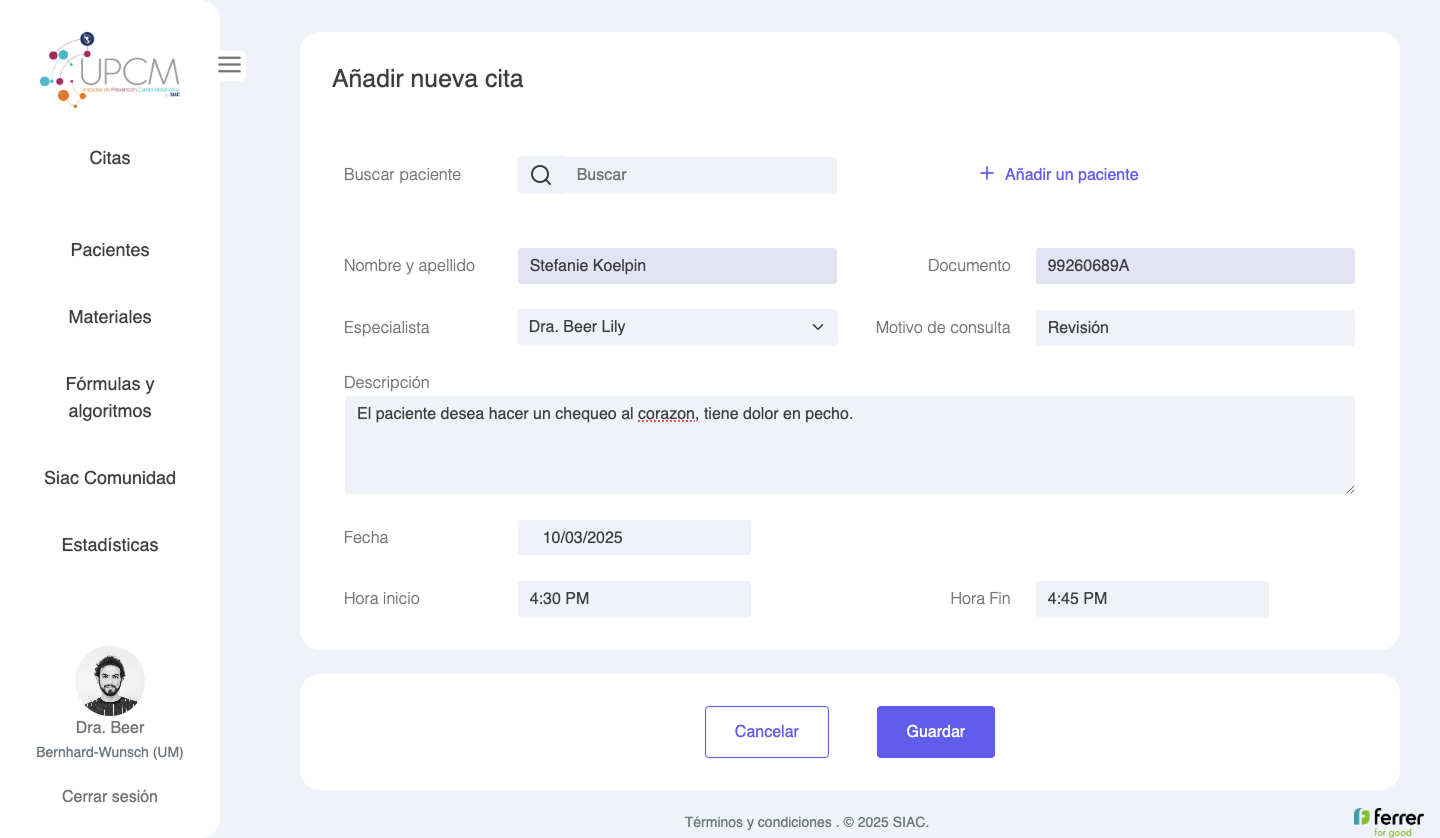 UPCM
Unidades de Prevención Cardio Metabólica
SIAC
Citas
Pacientes
Materiales
Fórmulas y
algoritmos
Siac Comunidad
Estadísticas
Dra. Beer
Bernhard-Wunsch (UM)
Cerrar sesión
Añadir nueva cita
Buscar paciente
Buscar
+ Añadir un paciente
Nombre y apellido
Stefanie Koelpin
Documento
99260689A
Especialista
Dra. Beer Lily
Motivo de consulta
Revisión
Descripción
El paciente desea hacer un chequeo al corazon, tiene dolor en pecho.
Fecha
10/03/2025
Hora inicio
4:30 PM
Hora Fin
4:45 PM
Cancelar
Guardar
Términos y condiciones . © 2025 SIAC.
ferrer
for good